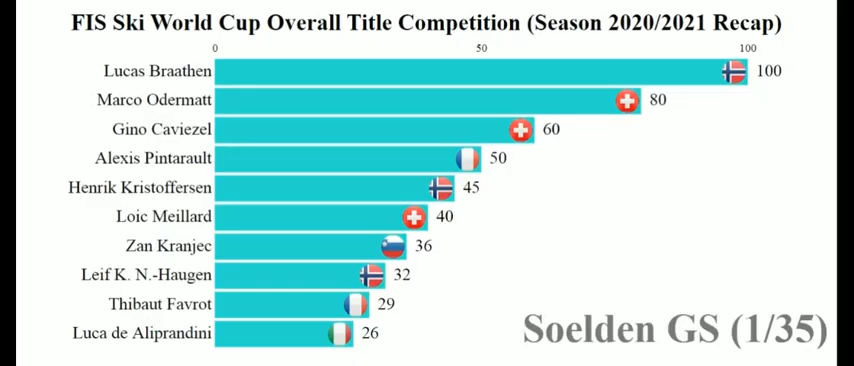 FIS Ski World Cup Overall Title Competition (Season 2020/2021 Recap)
0 50 100
Lucas Braathen 100
Marco Odermatt 80
Gino Caviezel 60
Alexis Pintarault 50
Henrik Kristoffersen 45
Loic Meillard 40
Zan Kranjec 36
Leif K. N.-Haugen 32
Thibaut Favrot 29
Luca de Aliprandini 26
Soelden GS (1/35)